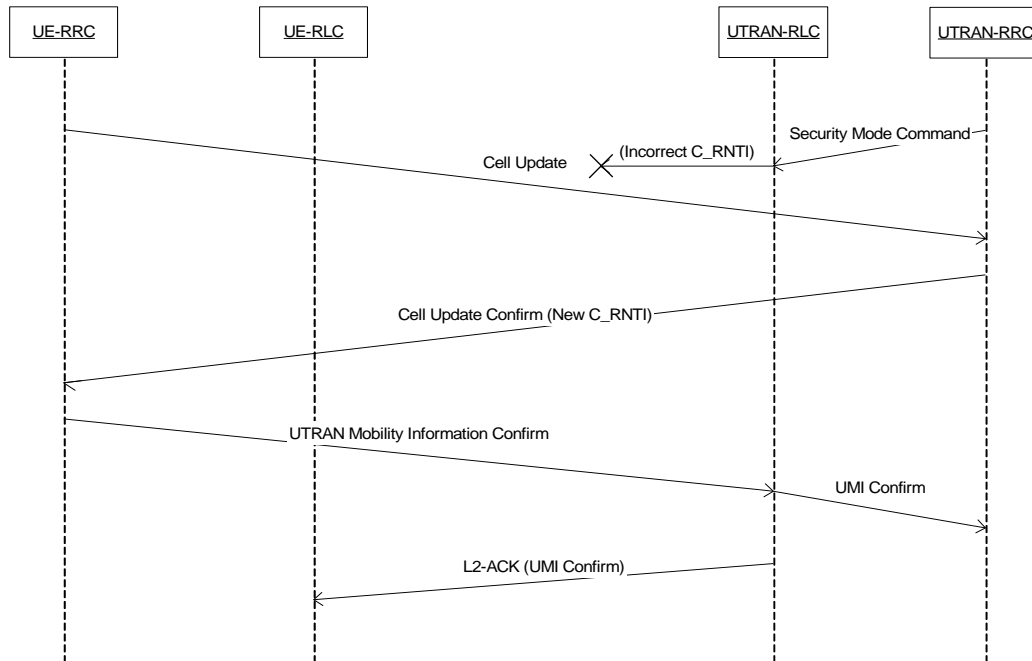 UE-RRC
UE-RLC
UTRAN-RLC
UTRAN-RRC
Security Mode Command
(Incorrect C_RNTI)
Cell Update
Cell Update Confirm (New C_RNTI)
UTRAN Mobility Information Confirm
UMI Confirm
L2-ACK (UMI Confirm)